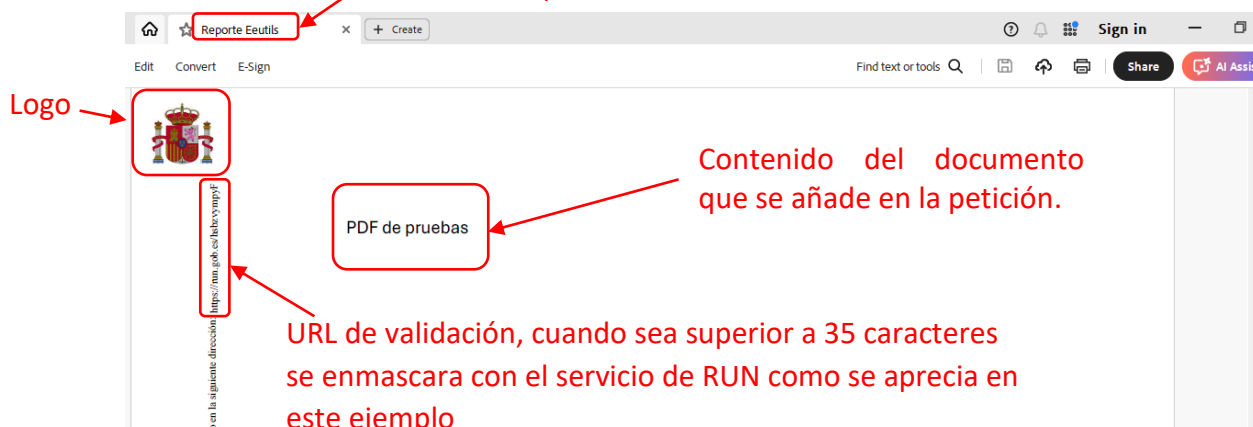 Reporte Eeutils
× + Create
Sign in
Edit Convert E-Sign
Find text or tools
Share
AI Assis
Logo
Contenido del documento
que se añade en la petición.
PDF de pruebas
en la siguiente dirección: https://run.gob.es/hsbzvympyF
URL de validación, cuando sea superior a 35 caracteres
se enmascara con el servicio de RUN como se aprecia en
este ejemplo